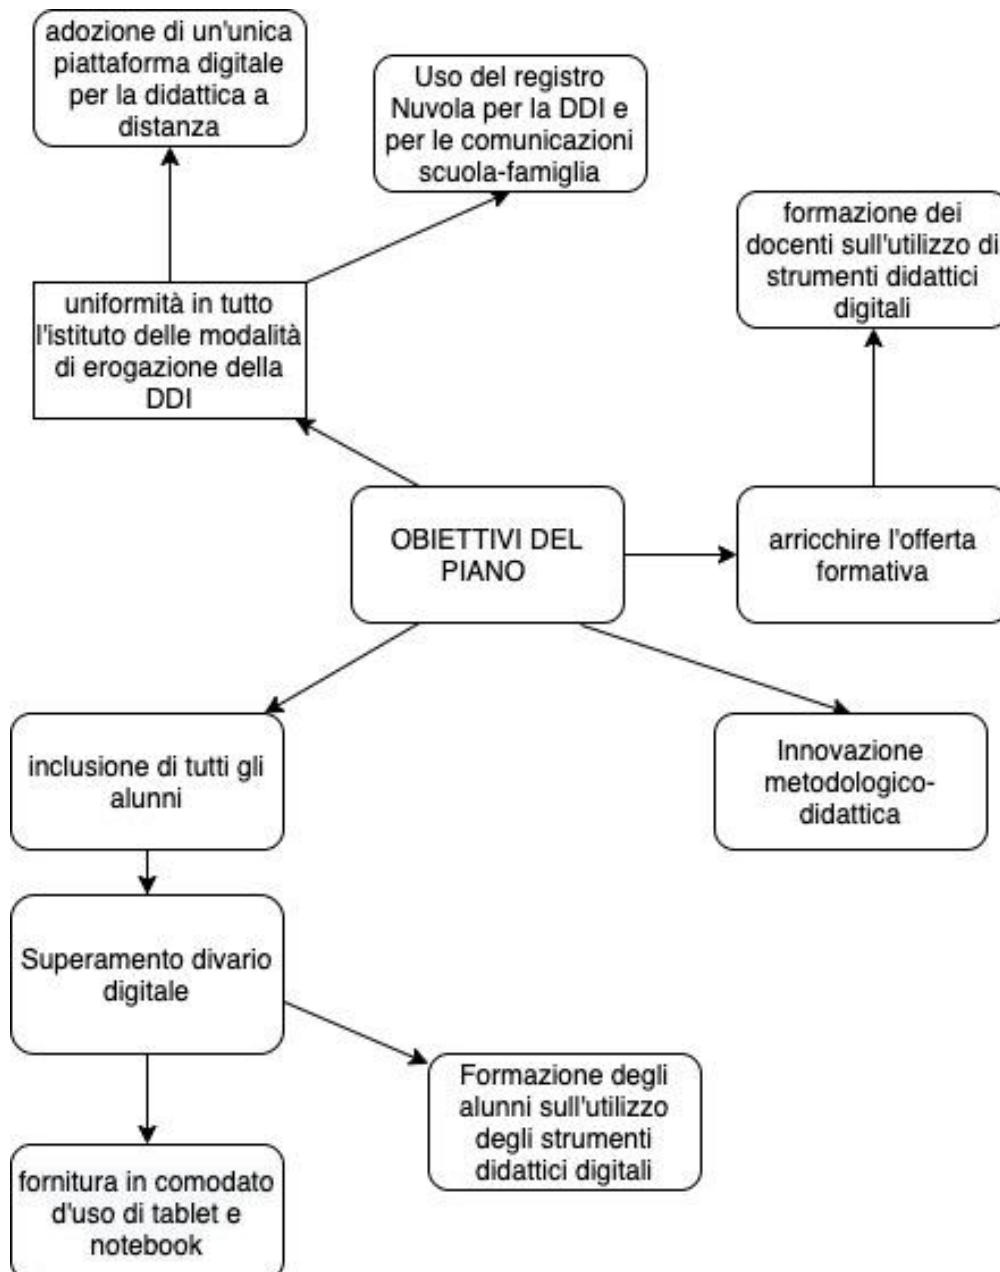 adozione di un'unica
piattaforma digitale
per la didattica a
distanza
Uso del registro
Nuvola per la DDI e
per le comunicazioni
scuola-famiglia
formazione dei
docenti sull'utilizzo di
strumenti didattici
digitali
uniformità in tutto
l'istituto delle modalità
di erogazione della
DDI
OBIETTIVI DEL
PIANO
arricchire l'offerta
formativa
inclusione di tutti gli
alunni
Innovazione
metodologico-
didattica
Superamento divario
digitale
Formazione degli
alunni sull'utilizzo
degli strumenti
didattici digitali
fornitura in comodato
d'uso di tablet e
notebook